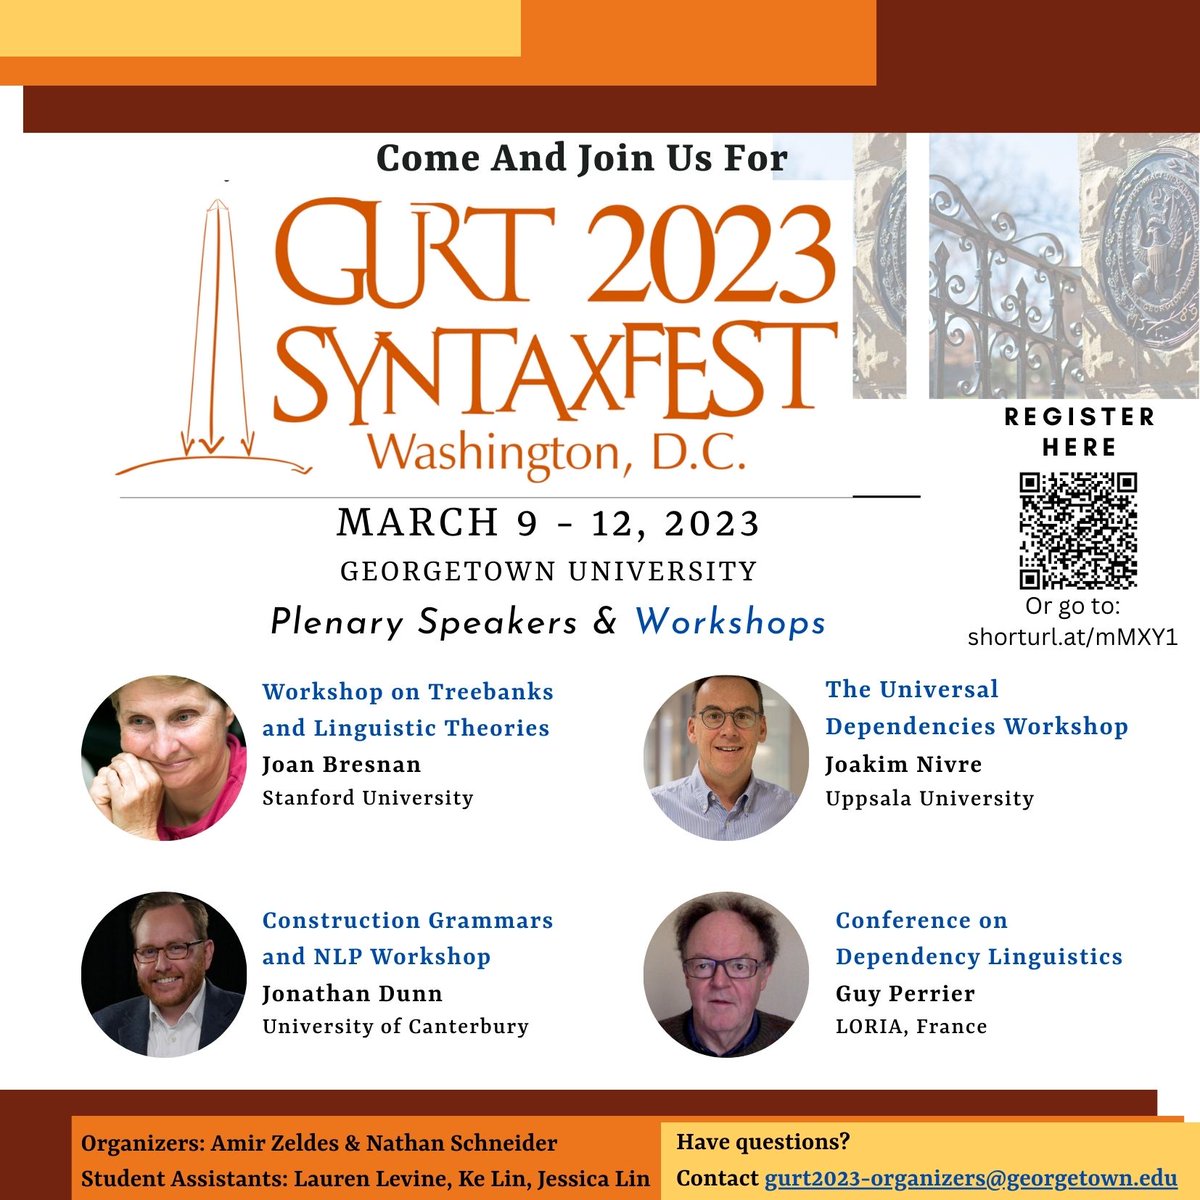 Come And Join Us For
GURT 2023
SYNTAXFEST
Washington, D.C.
MARCH 9 - 12, 2023
GEORGETOWN UNIVERSITY
Plenary Speakers & Workshops
REGISTER
HERE
Or go to:
shorturl.at/mMXY1
Workshop on Treebanks
and Linguistic Theories
Joan Bresnan
Stanford University
The Universal
Dependencies Workshop
Joakim Nivre
Uppsala University
Construction Grammars
and NLP Workshop
Jonathan Dunn
University of Canterbury
Conference on
Dependency Linguistics
Guy Perrier
LORIA, France
Organizers: Amir Zeldes & Nathan Schneider
Student Assistants: Lauren Levine, Ke Lin, Jessica Lin
Have questions?
Contact gurt2023-organizers@georgetown.edu